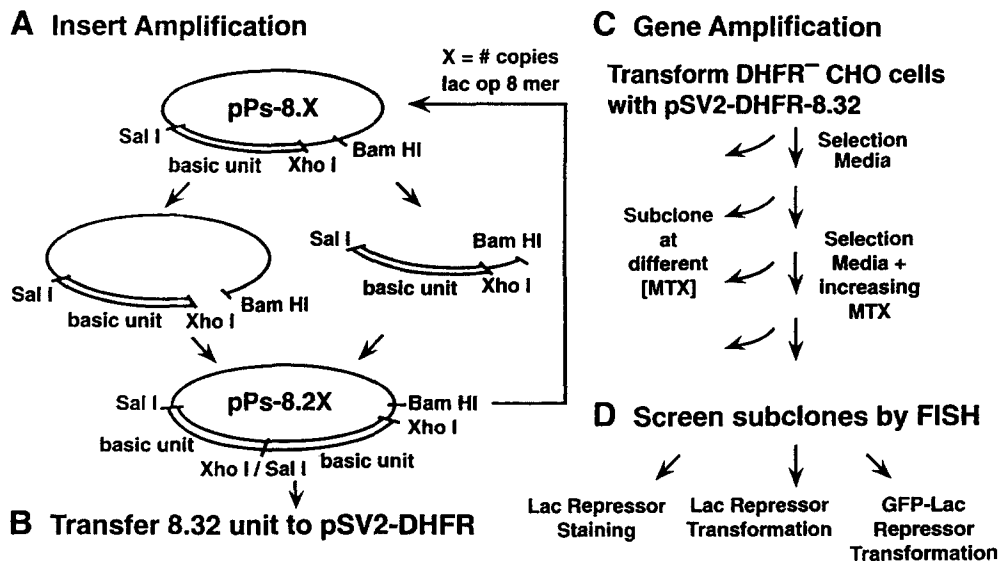 A Insert Amplification
X = # copies
lac op 8 mer
pPs-8.X
Sal I
basic unit
Xho I
Bam HI
Sal I
basic unit
Xho I
Bam HI
Sal I
Bam HI
basic unit
Xho I
Sal I
pPs-8.2X
Bam HI
Xho I
basic unit
Xho I / Sal I
basic unit
B Transfer 8.32 unit to pSV2-DHFR
C Gene Amplification
Transform DHFR⁻ CHO cells
with pSV2-DHFR-8.32
Selection
Media
Subclone
at
different
[MTX]
Selection
Media +
increasing
MTX
D Screen subclones by FISH
Lac Repressor
Staining
Lac Repressor
Transformation
GFP-Lac
Repressor
Transformation